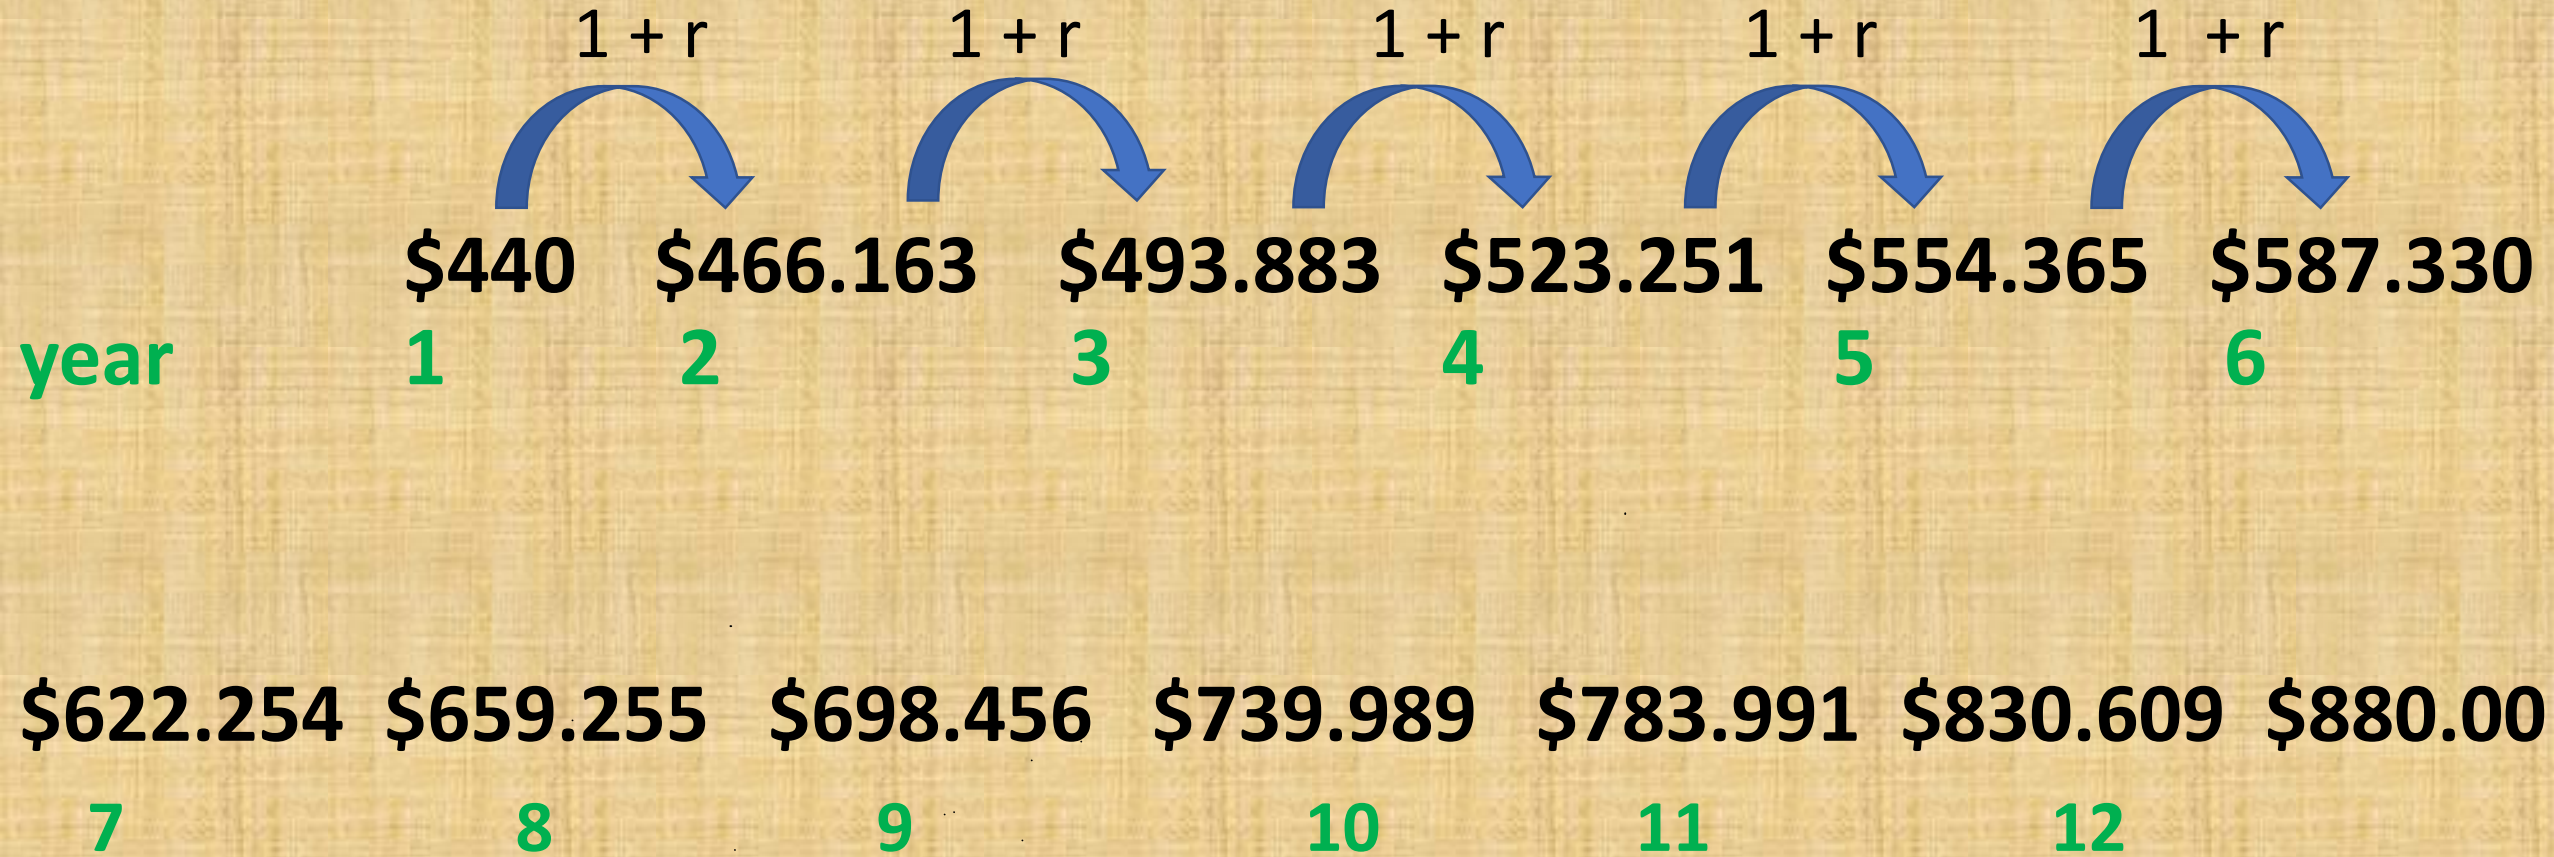 1 + r 1 + r 1 + r 1 + r 1 + r
$440 $466.163 $493.883 $523.251 $554.365 $587.330
year 1 2 3 4 5 6
$622.254 $659.255 $698.456 $739.989 $783.991 $830.609 $880.00
7 8 9 10 11 12